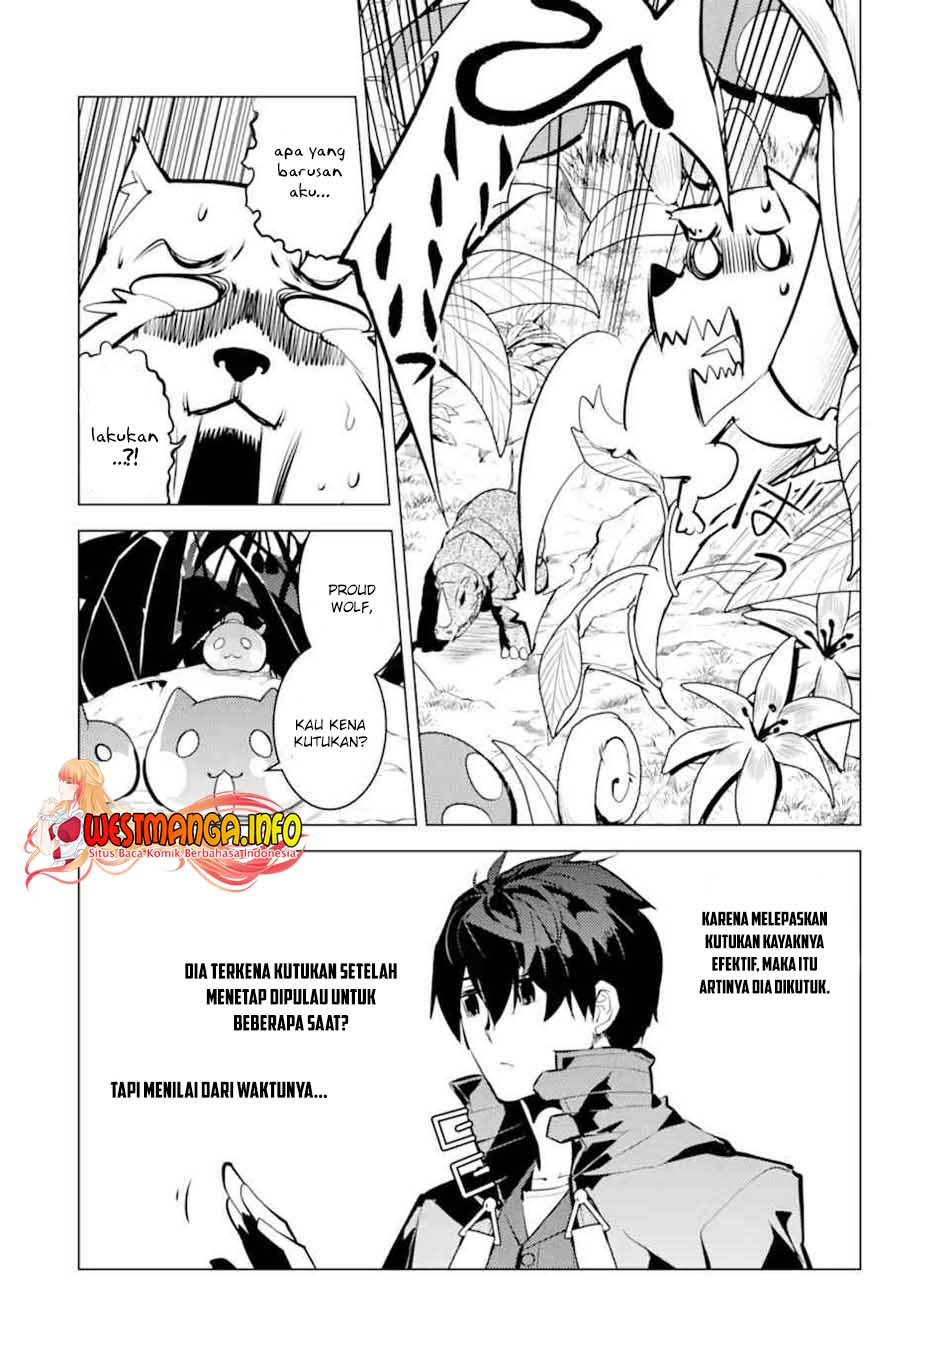 apa yang
barusan
aku...
lakukan
...?!
ば
PROUD
WOLF,
KAU KENA
KUTUKAN?
WESTMANGA.INFO
Situs Baca Komik Berbahasa Indonesia
KARENA MELEPASKAN
KUTUKAN KAYAKNYA
EFEKTIF, MAKA ITU
ARTINYA DIA DIKUTUK.
DIA TERKENA KUTUKAN SETELAH
MENETAP DIPULAU UNTUK
BEBERAPA SAAT?
TAPI MENILAI DARI WAKTUNYA...